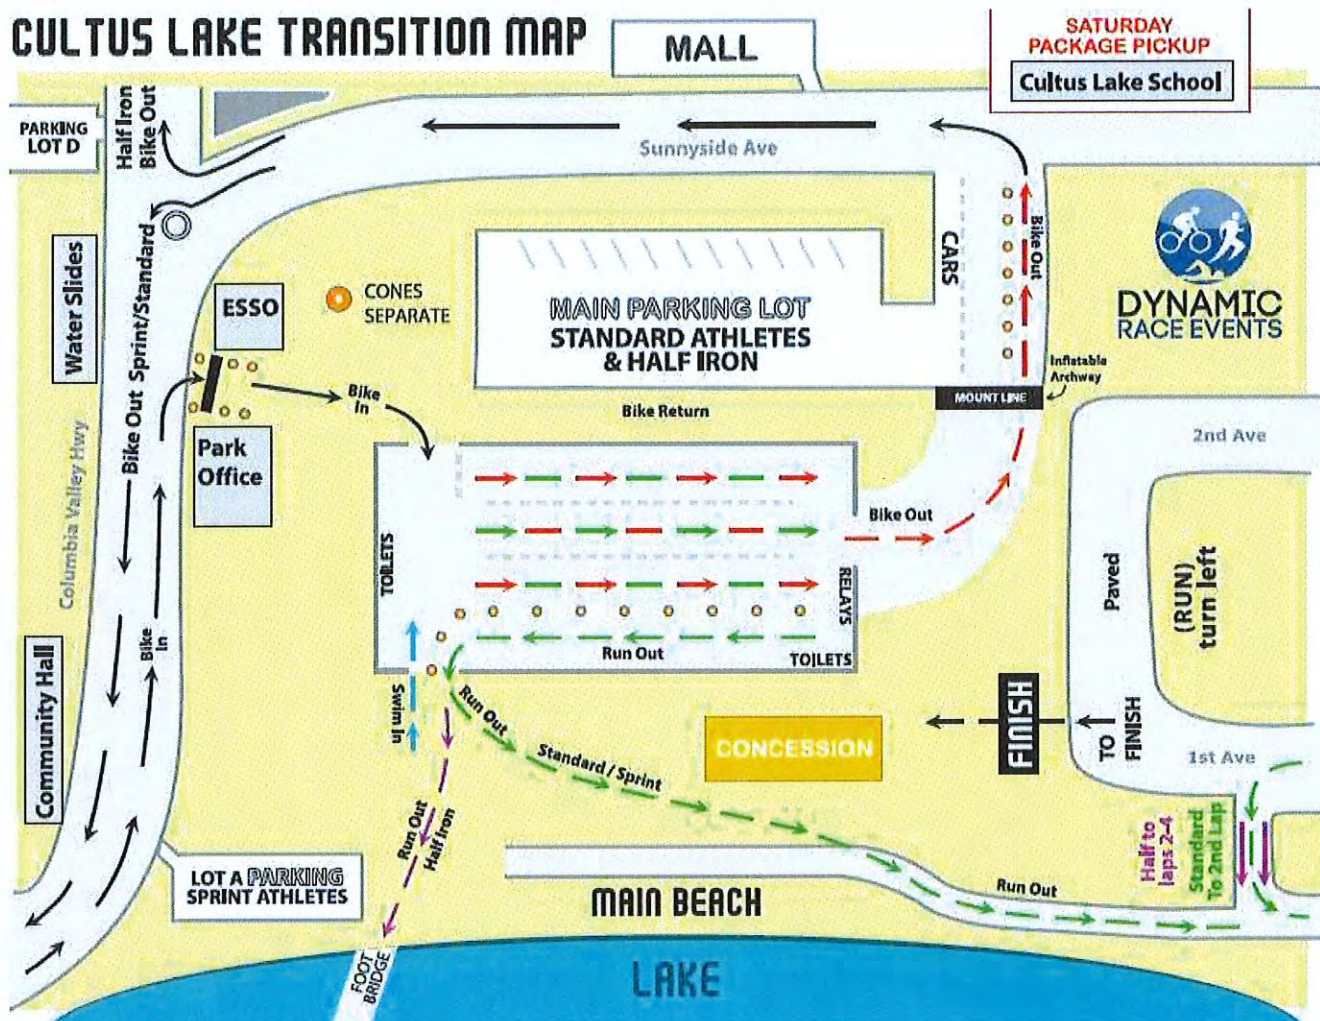 CULTUS LAKE TRANSITION MAP
MALL
SATURDAY
PACKAGE PICKUP
Cultus Lake School
PARKING
LOT D
Half Iron
Bike Out
Sunnyside Ave
Water Slides
Bike Out Sprint/Standard
ESSO
CONES
SEPARATE
MAIN PARKING LOT
STANDARD ATHLETES
& HALF IRON
CARS
Bike Out
DYNAMIC
RACE EVENTS
Inflatable
Archway
MOUNT LINE
Bike
In
Bike Return
2nd Ave
Park
Office
Columbia Valley Hwy
TOILETS
Bike Out
RELAYS
Paved
(RUN)
turn left
Bike
In
Run Out
TOILETS
Community Hall
Swim In
Run Out
Standard / Sprint
CONCESSION
FINISH
TO
FINISH
1st Ave
Run Out
Half Iron
Half to
laps 2-4
Standard
To 2nd Lap
LOT A PARKING
SPRINT ATHLETES
MAIN BEACH
Run Out
FOOT
BRIDGE
LAKE